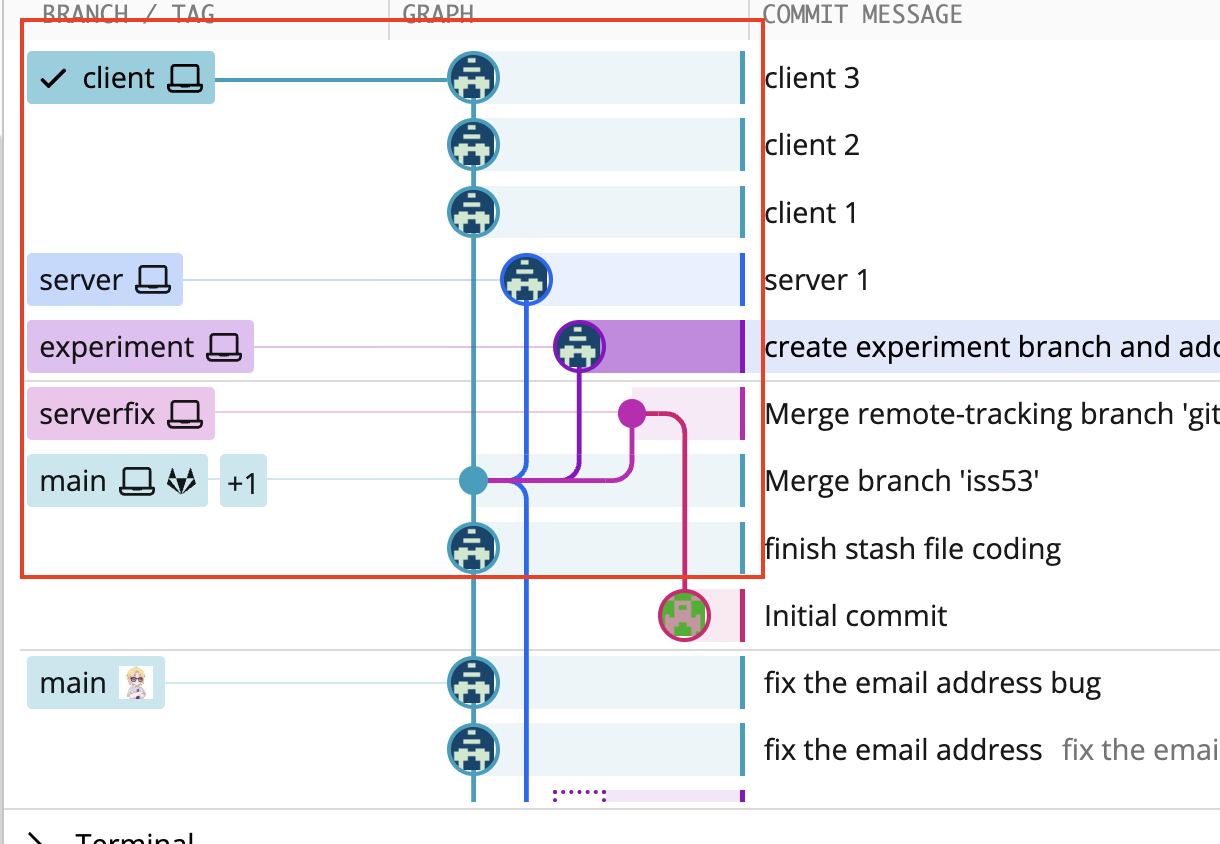 BRANCH / TAG GRAPH COMMIT MESSAGE
client client 3
client 2
client 1
server server 1
experiment create experiment branch and add
serverfix Merge remote-tracking branch 'git
main +1 Merge branch 'iss53'
finish stash file coding
Initial commit
main fix the email address bug
fix the email address fix the emai
Terminal